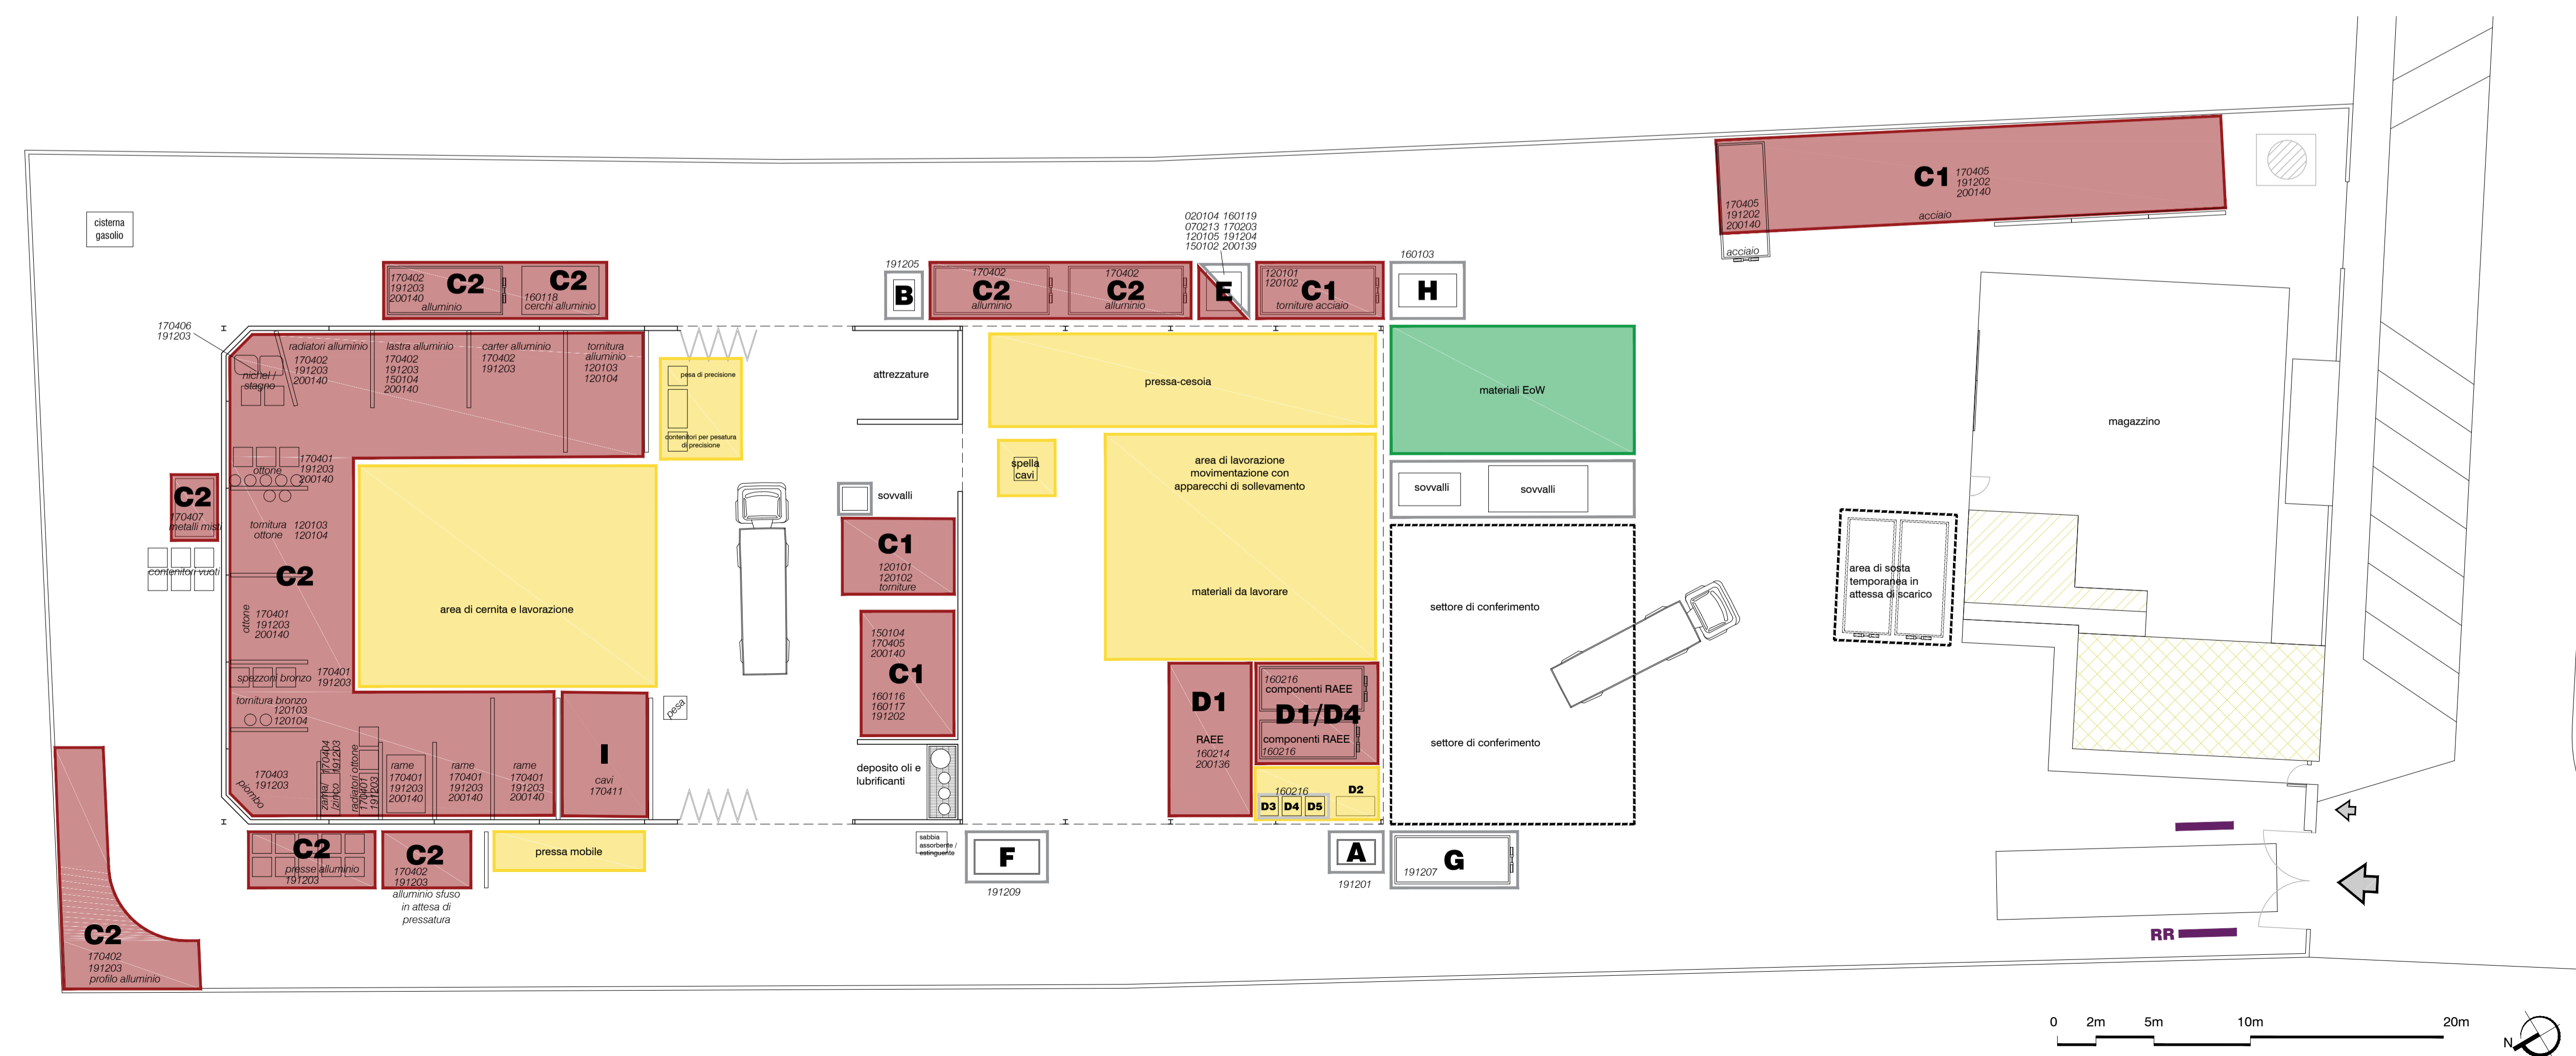 cisterna
gasolio
170402
191203
200140
C2
alluminio
C2
160118
cerchi alluminio
170406
191203
nichel /
stagno
radiatori alluminio
170402
191203
200140
lastra alluminio
170402
191203
150104
200140
carter alluminio
170402
191203
tornitura
alluminio
120103
120104
pesa di precisione
contenitori per pesatura
di precisione
ottone
170401
191203
200140
C2
170407
metalli misti
contenitori vuoti
tornitura
ottone
120103
120104
C2
ottone
170401
191203
200140
spezzoni bronzo
170401
191203
tornitura bronzo
120103
120104
piombo
170403
191203
zama/
/zinco
170404
191203
radiatori ottone
170401
191203
rame
170401
191203
200140
rame
170401
191203
200140
rame
170401
191203
200140
I
cavi
170411
area di cernita e lavorazione
pesa
C2
presse alluminio
191203
C2
170402
191203
alluminio sfuso
in attesa di
pressatura
pressa mobile
C2
170402
191203
profilo alluminio
191205
B
170402
C2
alluminio
170402
C2
alluminio
020104 160119
070213 170203
120105 191204
150102 200139
E
120101
120102
C1
torniture acciaio
160103
H
attrezzature
sovvalli
C1
120101
120102
torniture
150104
170405
200140
C1
160116
160117
191202
deposito oli e
lubrificanti
sabbia
assorbente /
estinguente
F
191209
pressa-cesoia
spella
cavi
area di lavorazione
movimentazione con
apparecchi di sollevamento
materiali da lavorare
D1
RAEE
160214
200136
160216
componenti RAEE
D1/D4
componenti RAEE
160216
160216
D3
D4
D5
D2
A
191201
191207
G
materiali EoW
sovvalli
sovvalli
settore di conferimento
settore di conferimento
170405
191202
200140
acciaio
C1
170405
191202
200140
acciaio
area di sosta
temporanea in
attessa di scarico
magazzino
RR
0
2m
5m
10m
20m
N